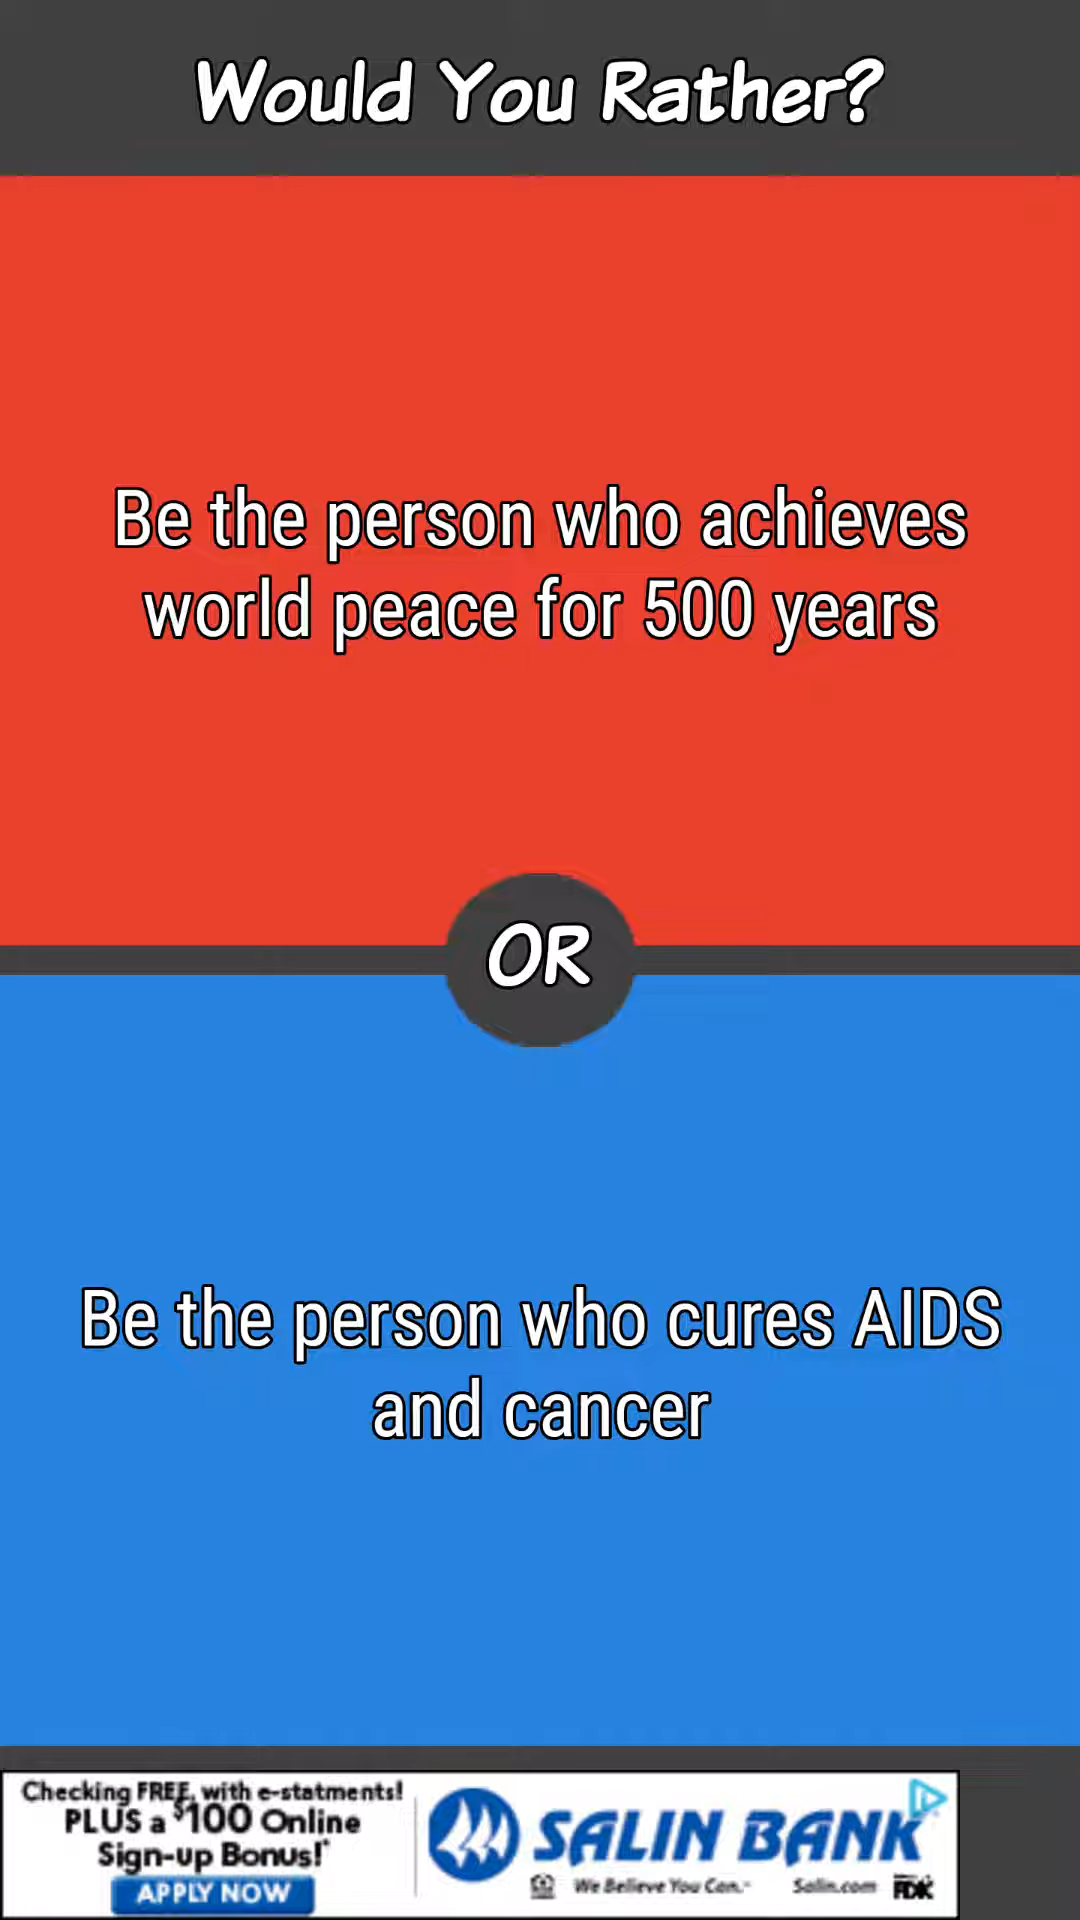 Would You Rather?
Be the person who achieves
world peace for 500 years
OR
Be the person who cures AIDS
and cancer
Checking FREE, with e-statments!
PLUS a $100 Online
Sign-up Bonus!*
APPLY NOW
SALIN BANK
We Believe You Can.
Salin.com